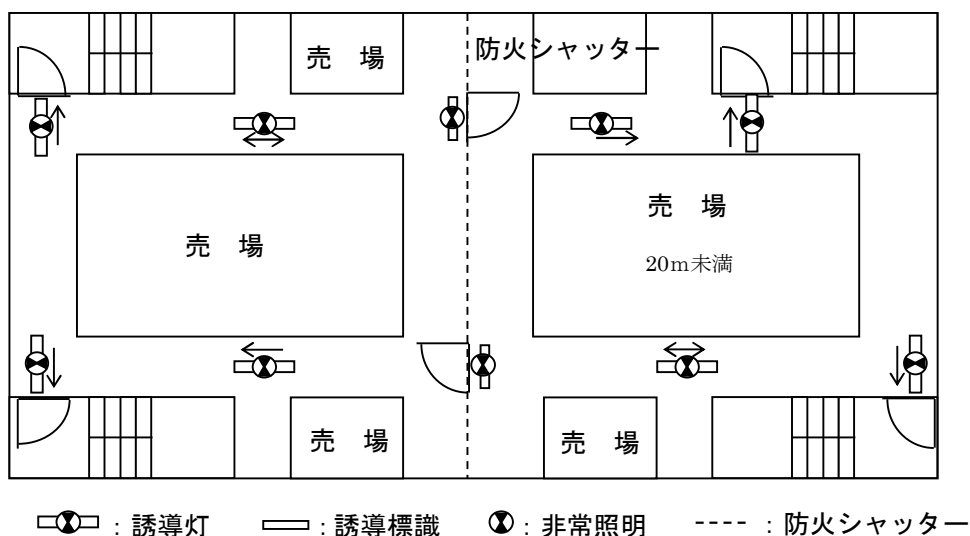 売 場
防火シャッター
売 場
売 場
20m未満
売 場
売 場
: 誘導灯
: 誘導標識
: 非常照明
: 防火シャッター